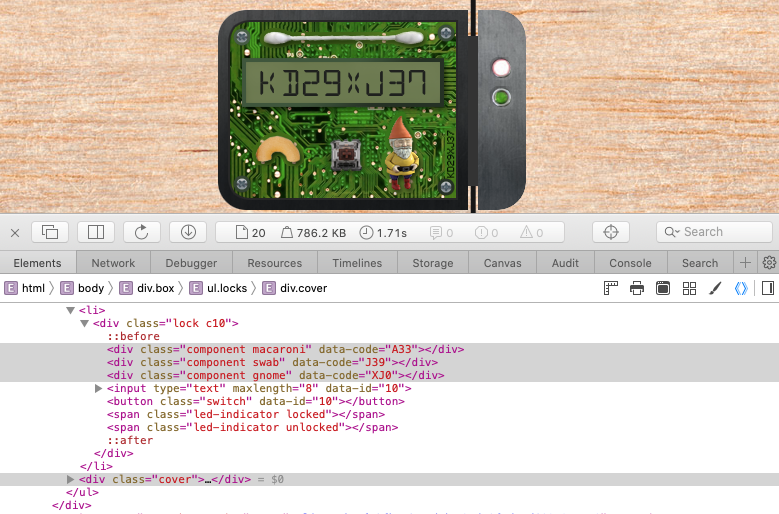 KD29XJ37
KD29XJ37
20 786.2 KB 1.71s 0 0 0 Search
Elements Network Debugger Resources Timelines Storage Canvas Audit Console Search
E html E body E div.box E ul.locks E div.cover
<li>
<div class="lock c10">
::before
<div class="component macaroni" data-code="A33"></div>
<div class="component swab" data-code="J39"></div>
<div class="component gnome" data-code="XJ0"></div>
<input type="text" maxlength="8" data-id="10">
<button class="switch" data-id="10"></button>
<span class="led-indicator locked"></span>
<span class="led-indicator unlocked"></span>
::after
</div>
</li>
<div class="cover">…</div> = $0
</ul>
</div>